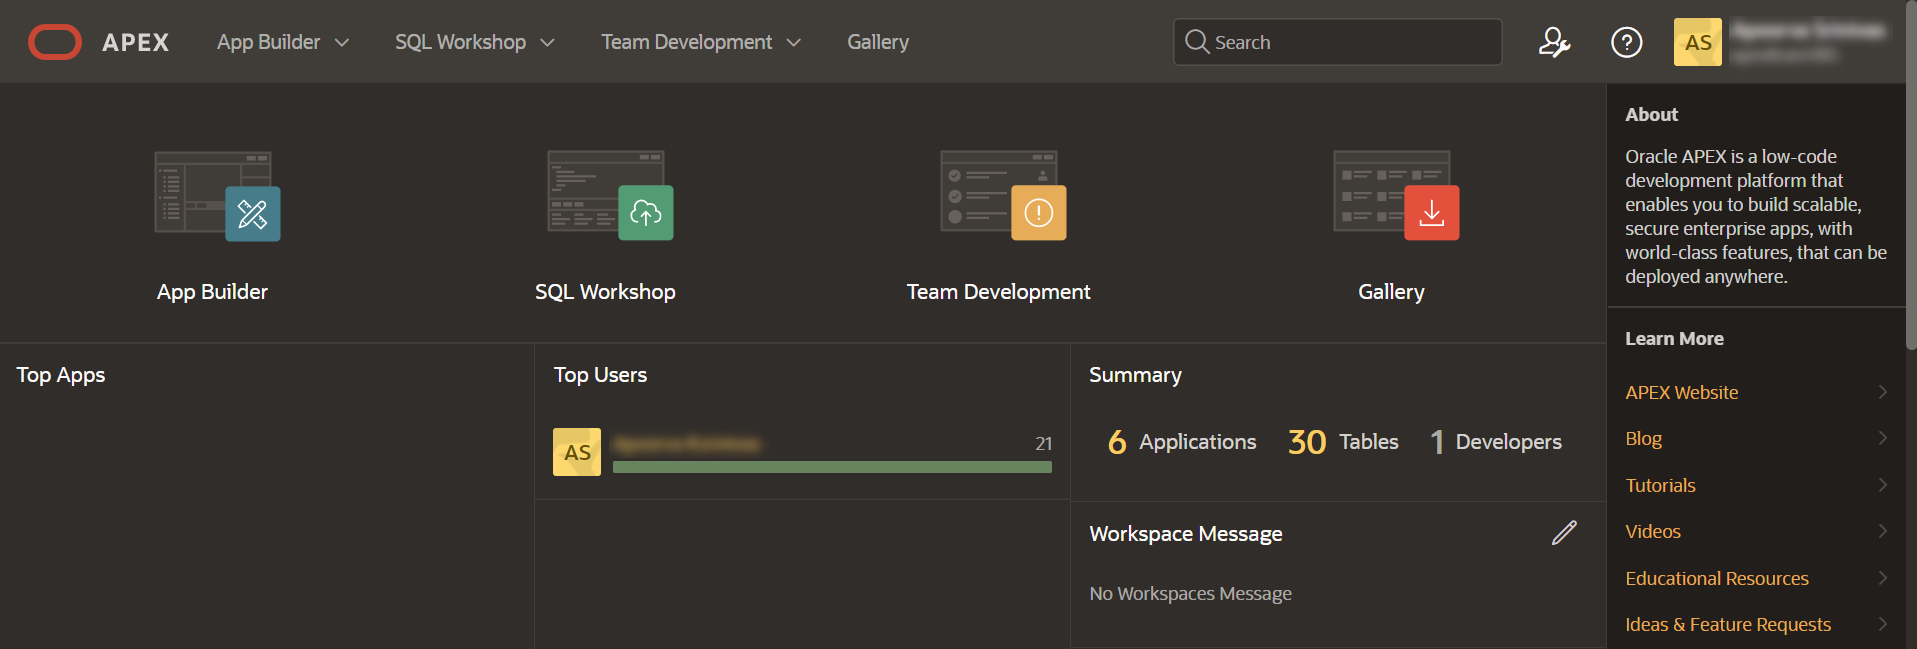 APEX
App Builder
SQL Workshop
Team Development
Gallery
Search
?
AS
App Builder
SQL Workshop
Team Development
Gallery
Top Apps
Top Users
AS
21
Summary
6 Applications
30 Tables
1 Developers
Workspace Message
No Workspaces Message
About
Oracle APEX is a low-code
development platform that
enables you to build scalable,
secure enterprise apps, with
world-class features, that can be
deployed anywhere.
Learn More
APEX Website
Blog
Tutorials
Videos
Educational Resources
Ideas & Feature Requests